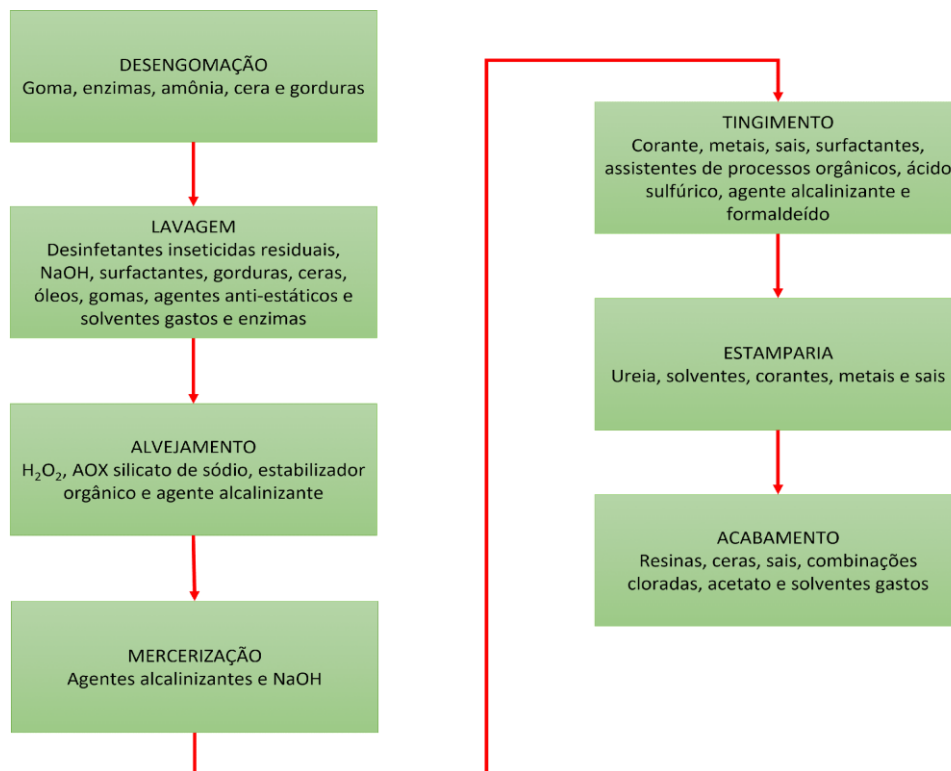 DESENGOMAÇÃO
Goma, enzimas, amônia, cera e gorduras
LAVAGEM
Desinfetantes inseticidas residuais,
NaOH, surfactantes, gorduras, ceras,
óleos, gomas, agentes anti-estáticos e
solventes gastos e enzimas
ALVEJAMENTO
H₂O₂, AOX silicato de sódio, estabilizador
orgânico e agente alcalinizante
MERCERIZAÇÃO
Agentes alcalinizantes e NaOH
TINGIMENTO
Corante, metais, sais, surfactantes,
assistentes de processos orgânicos, ácido
sulfúrico, agente alcalinizante e
formaldeído
ESTAMPARIA
Ureia, solventes, corantes, metais e sais
ACABAMENTO
Resinas, ceras, sais, combinações
cloradas, acetato e solventes gastos